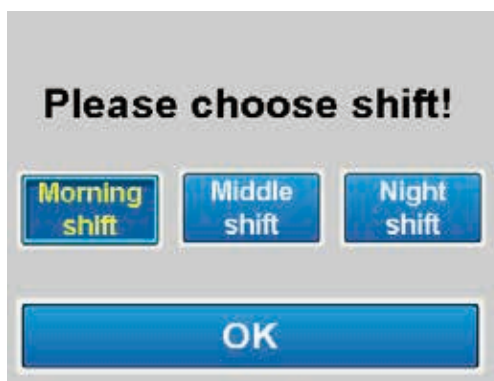 Please choose shift!
Morning shift
Middle shift
Night shift
OK